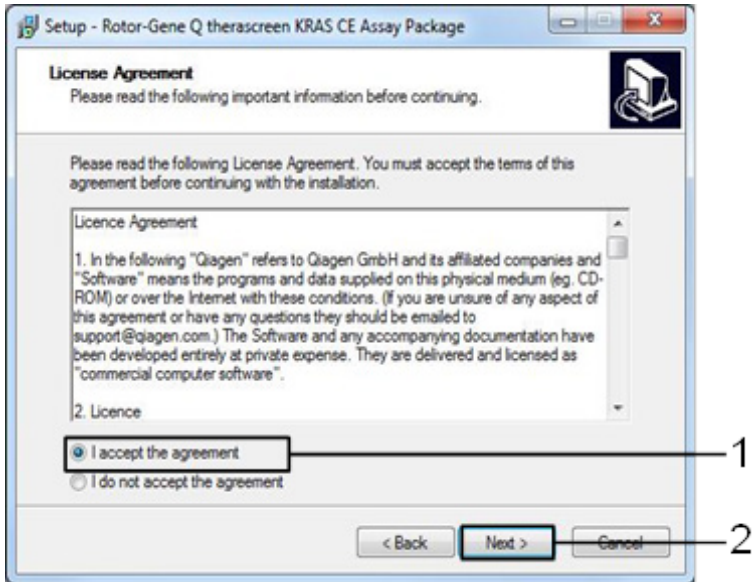 Setup - Rotor-Gene Q therascreen KRAS CE Assay Package
License Agreement
Please read the following important information before continuing.
Please read the following License Agreement. You must accept the terms of this
agreement before continuing with the installation.
Licence Agreement
1. In the following "Qiagen" refers to Qiagen GmbH and its affiliated companies and
"Software" means the programs and data supplied on this physical medium (eg. CD-
ROM) or over the Internet with these conditions. (If you are unsure of any aspect of
this agreement or have any questions they should be emailed to
support@qiagen.com.) The Software and any accompanying documentation have
been developed entirely at private expense. They are delivered and licensed as
"commercial computer software".
2. Licence
I accept the agreement
1
I do not accept the agreement
< Back Next > Cancel
2